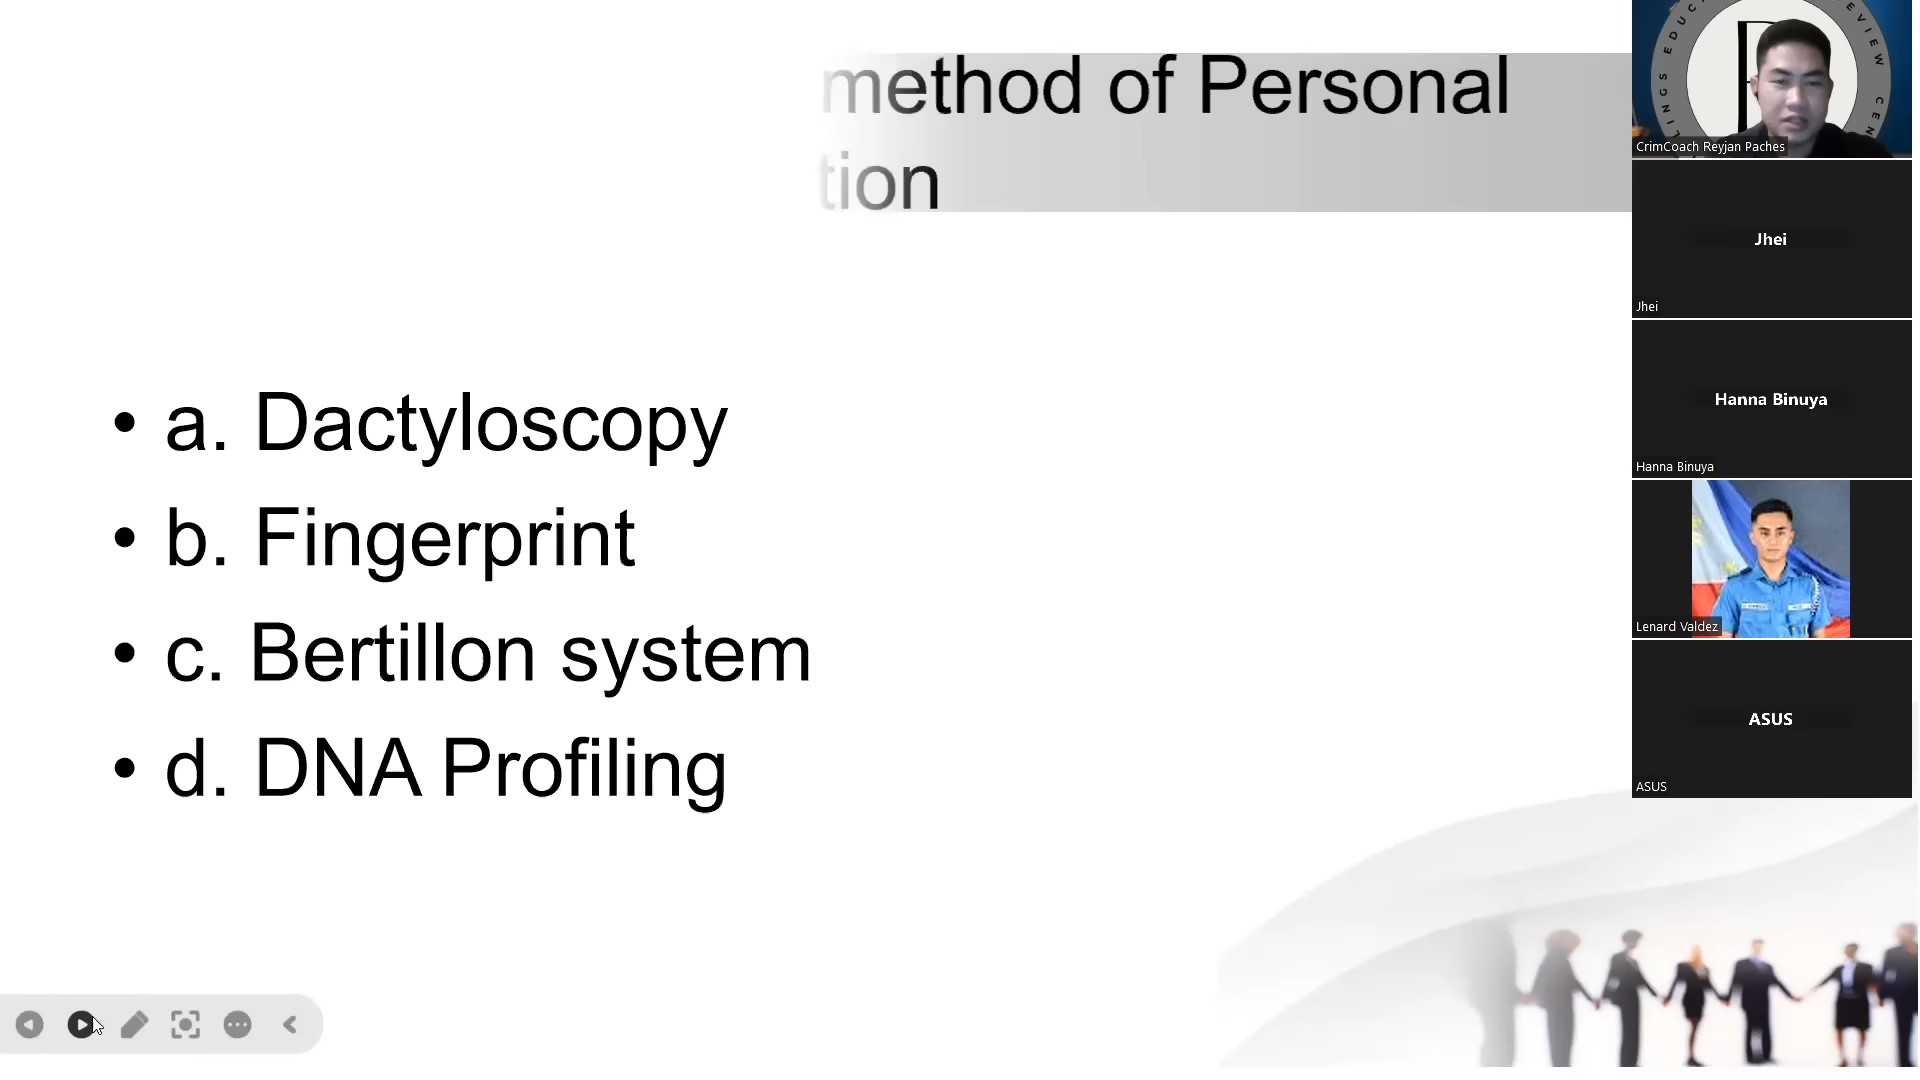 method of Personal
tion
• a. Dactyloscopy
• b. Fingerprint
• c. Bertillon system
• d. DNA Profiling
CrimCoach Reyjan Paches
Jhei
Jhei
Hanna Binuya
Hanna Binuya
Lenard Valdez
ASUS
ASUS